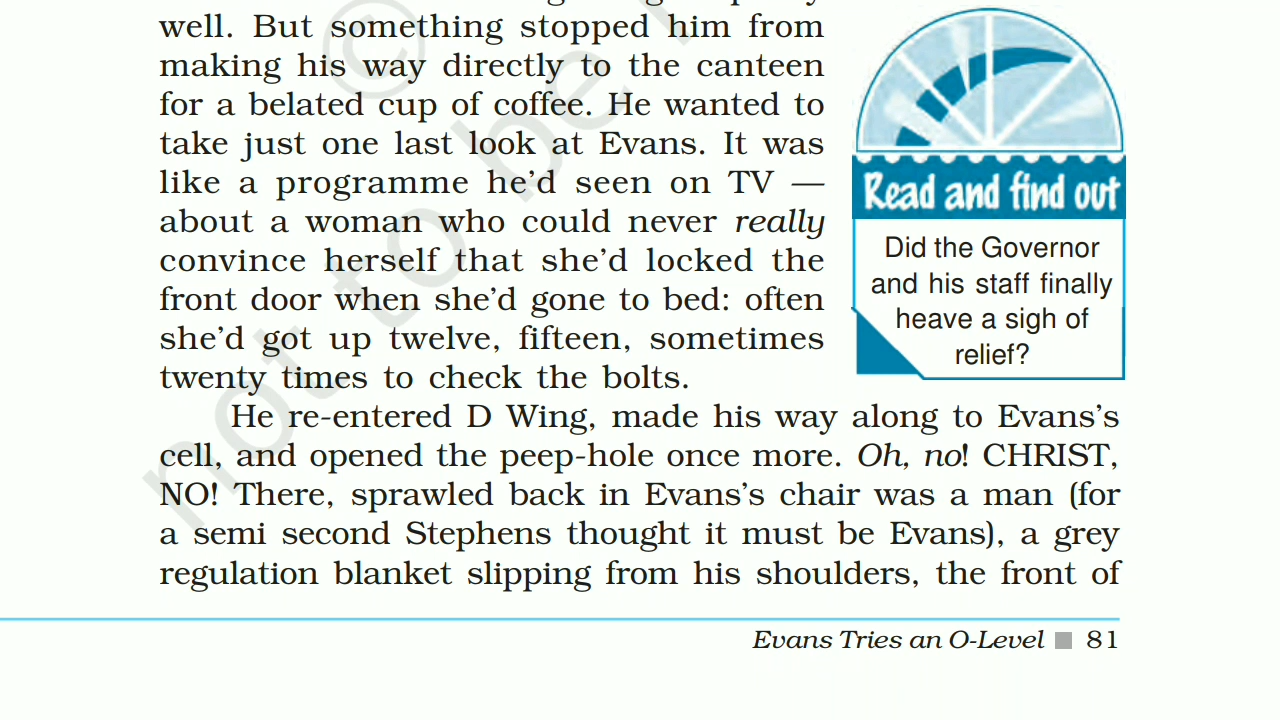 well. But something stopped him from
making his way directly to the canteen
for a belated cup of coffee. He wanted to
take just one last look at Evans. It was
like a programme he'd seen on TV —
about a woman who could never really
convince herself that she'd locked the
front door when she'd gone to bed: often
she'd got up twelve, fifteen, sometimes
twenty times to check the bolts.
Read and find out
Did the Governor
and his staff finally
heave a sigh of
relief?
He re-entered D Wing, made his way along to Evans's
cell, and opened the peep-hole once more. Oh, no! CHRIST,
NO! There, sprawled back in Evans's chair was a man (for
a semi second Stephens thought it must be Evans), a grey
regulation blanket slipping from his shoulders, the front of
Evans Tries an O-Level ■ 81
© not to be